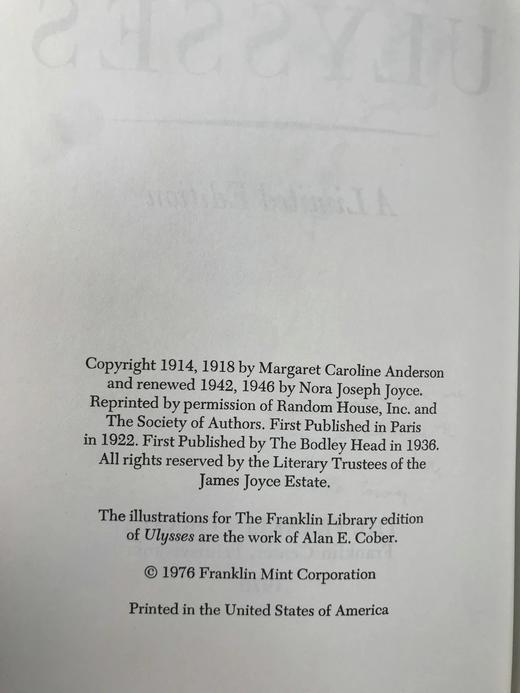 ULYSSES
A Limited Edition
Copyright 1914, 1918 by Margaret Caroline Anderson
and renewed 1942, 1946 by Nora Joseph Joyce.
Reprinted by permission of Random House, Inc. and
The Society of Authors. First Published in Paris
in 1922. First Published by The Bodley Head in 1936.
All rights reserved by the Literary Trustees of the
James Joyce Estate.
The illustrations for The Franklin Library edition
of Ulysses are the work of Alan E. Cober.
© 1976 Franklin Mint Corporation
Printed in the United States of America